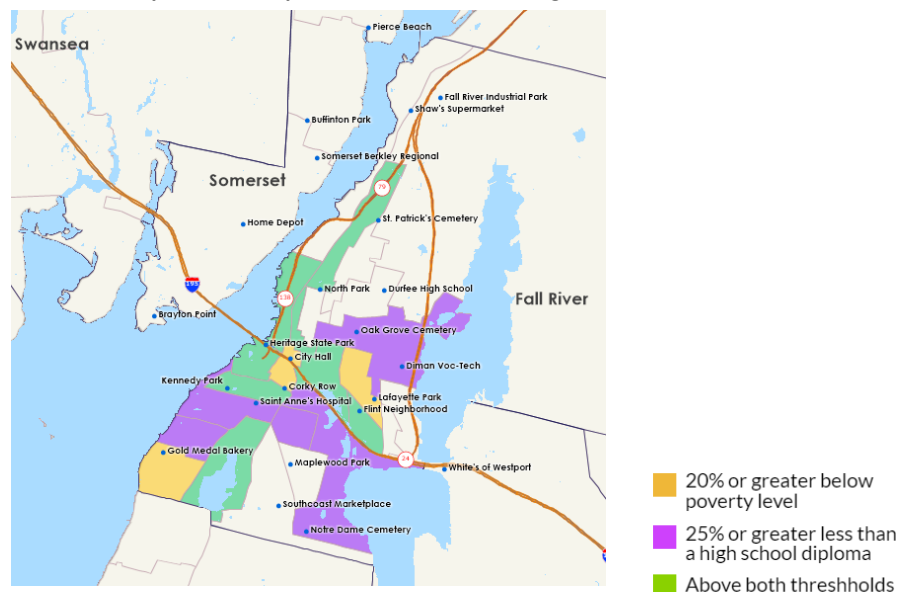 Pierce Beach
Swansea
Fall River Industrial Park
Shaw's Supermarket
Buffinton Park
Somerset Berkley Regional
Somerset
79
St. Patrick's Cemetery
Home Depot
195
North Park
Durfee High School
138
Fall River
Brayton Point
Oak Grove Cemetery
Heritage State Park
City Hall
Diman Voc-Tech
Kennedy Park
Corky Row
Lafayette Park
Saint Anne's Hospital
Flint Neighborhood
Gold Medal Bakery
24
Maplewood Park
White's of Westport
Southcoast Marketplace
Notre Dame Cemetery
20% or greater below
poverty level
25% or greater less than
a high school diploma
Above both threshholds